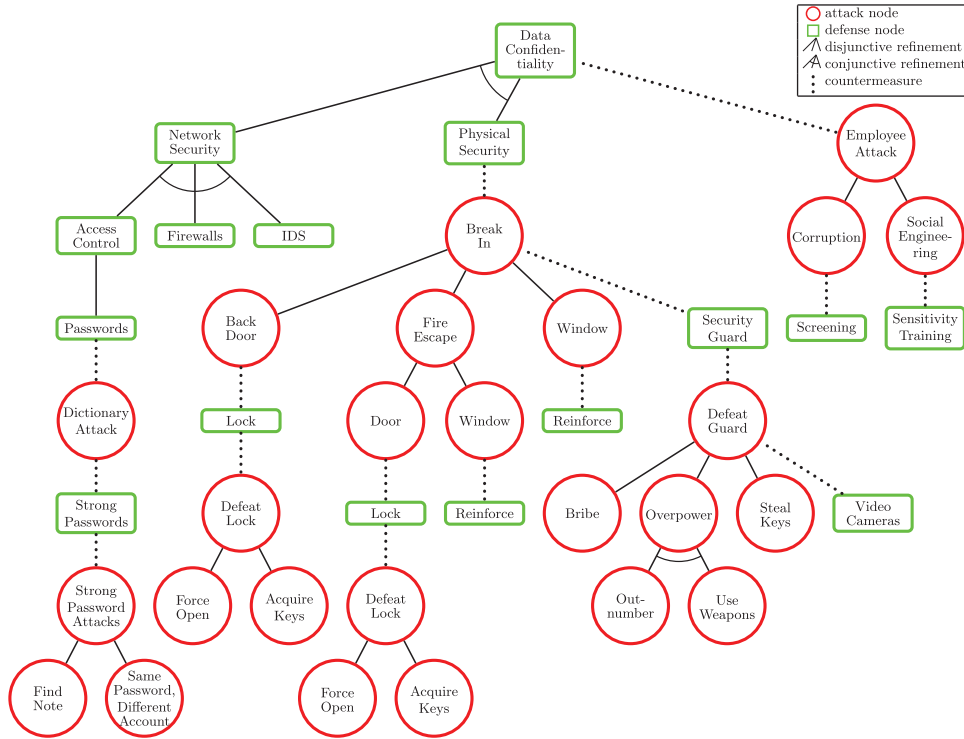 attack node
defense node
disjunctive refinement
conjunctive refinement
countermeasure
Data
Confiden-
tiality
Network
Security
Physical
Security
Employee
Attack
Access
Control
Firewalls
IDS
Break
In
Corruption
Social
Enginee-
ring
Passwords
Back
Door
Fire
Escape
Window
Security
Guard
Screening
Sensitivity
Training
Dictionary
Attack
Lock
Door
Window
Reinforce
Defeat
Guard
Strong
Passwords
Defeat
Lock
Lock
Reinforce
Bribe
Overpower
Steal
Keys
Video
Cameras
Strong
Password
Attacks
Force
Open
Acquire
Keys
Defeat
Lock
Out-
number
Use
Weapons
Find
Note
Same
Password,
Different
Account
Force
Open
Acquire
Keys